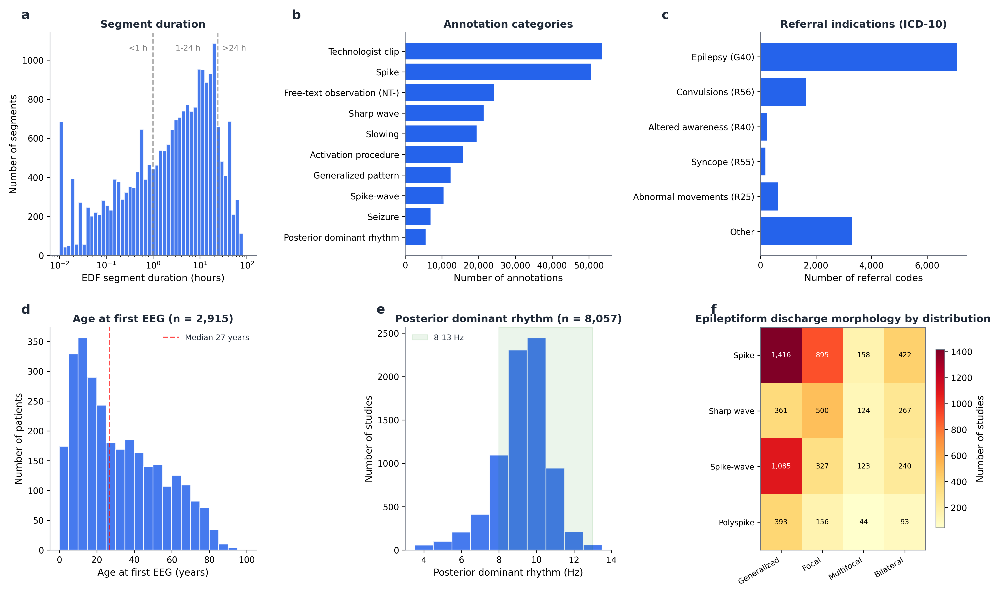 a
Segment duration
<1 h
1-24 h
>24 h
1000
800
600
400
200
0
Number of segments
10⁻²
10⁻¹
10⁰
10¹
10²
EDF segment duration (hours)
b
Annotation categories
Technologist clip
Spike
Free-text observation (NT-)
Sharp wave
Slowing
Activation procedure
Generalized pattern
Spike-wave
Seizure
Posterior dominant rhythm
0
10,000
20,000
30,000
40,000
50,000
Number of annotations
c
Referral indications (ICD-10)
Epilepsy (G40)
Convulsions (R56)
Altered awareness (R40)
Syncope (R55)
Abnormal movements (R25)
Other
0
2,000
4,000
6,000
Number of referral codes
d
Age at first EEG (n = 2,915)
Median 27 years
350
300
250
200
150
100
50
0
Number of patients
0
20
40
60
80
100
Age at first EEG (years)
e
Posterior dominant rhythm (n = 8,057)
8-13 Hz
2500
2000
1500
1000
500
0
Number of studies
4
6
8
10
12
14
Posterior dominant rhythm (Hz)
f
Epileptiform discharge morphology by distribution
Spike
1,416
895
158
422
Sharp wave
361
500
124
267
Spike-wave
1,085
327
123
240
Polyspike
393
156
44
93
Generalized
Focal
Multifocal
Bilateral
1400
1200
1000
800
600
400
200
Number of studies